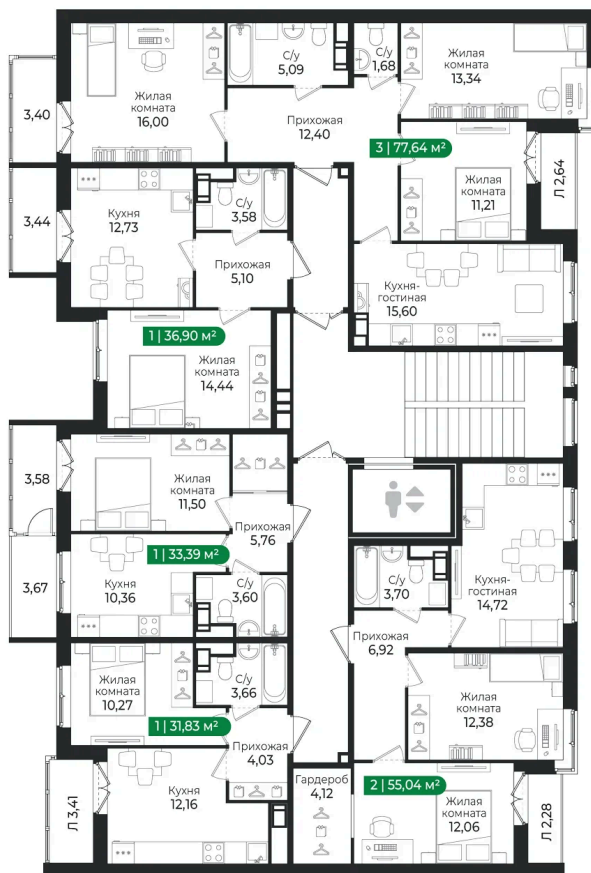 С/у
5,09
С/у
1,68
Жилая
комната
13,34
Жилая
комната
16,00
3,40
Прихожая
12,40
3 | 77,64 м²
Жилая
комната
11,21
Л 2,64
3,44
Кухня
12,73
С/у
3,58
Прихожая
5,10
Кухня-
гостиная
15,60
1 | 36,90 м²
Жилая
комната
14,44
3,58
Жилая
комната
11,50
Прихожая
5,76
1 | 33,39 м²
3,67
Кухня
10,36
С/у
3,60
С/у
3,70
Кухня-
гостиная
14,72
Прихожая
6,92
Жилая
комната
10,27
С/у
3,66
Жилая
комната
12,38
1 | 31,83 м²
Прихожая
4,03
Л 3,41
Кухня
12,16
Гардероб
4,12
2 | 55,04 м²
Жилая
комната
12,06
Л 2,28